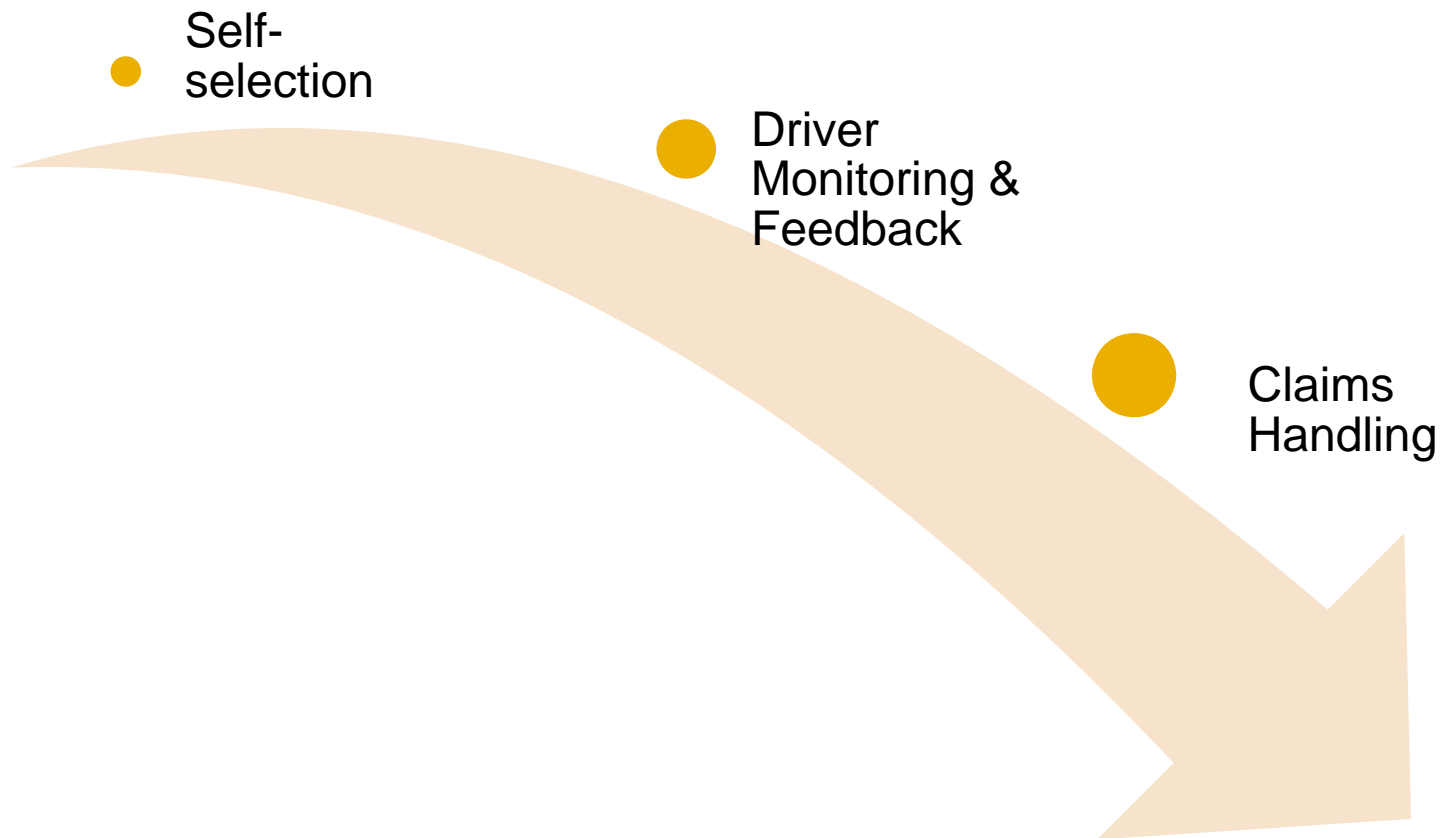 Self-
selection
Driver
Monitoring &
Feedback
Claims
Handling